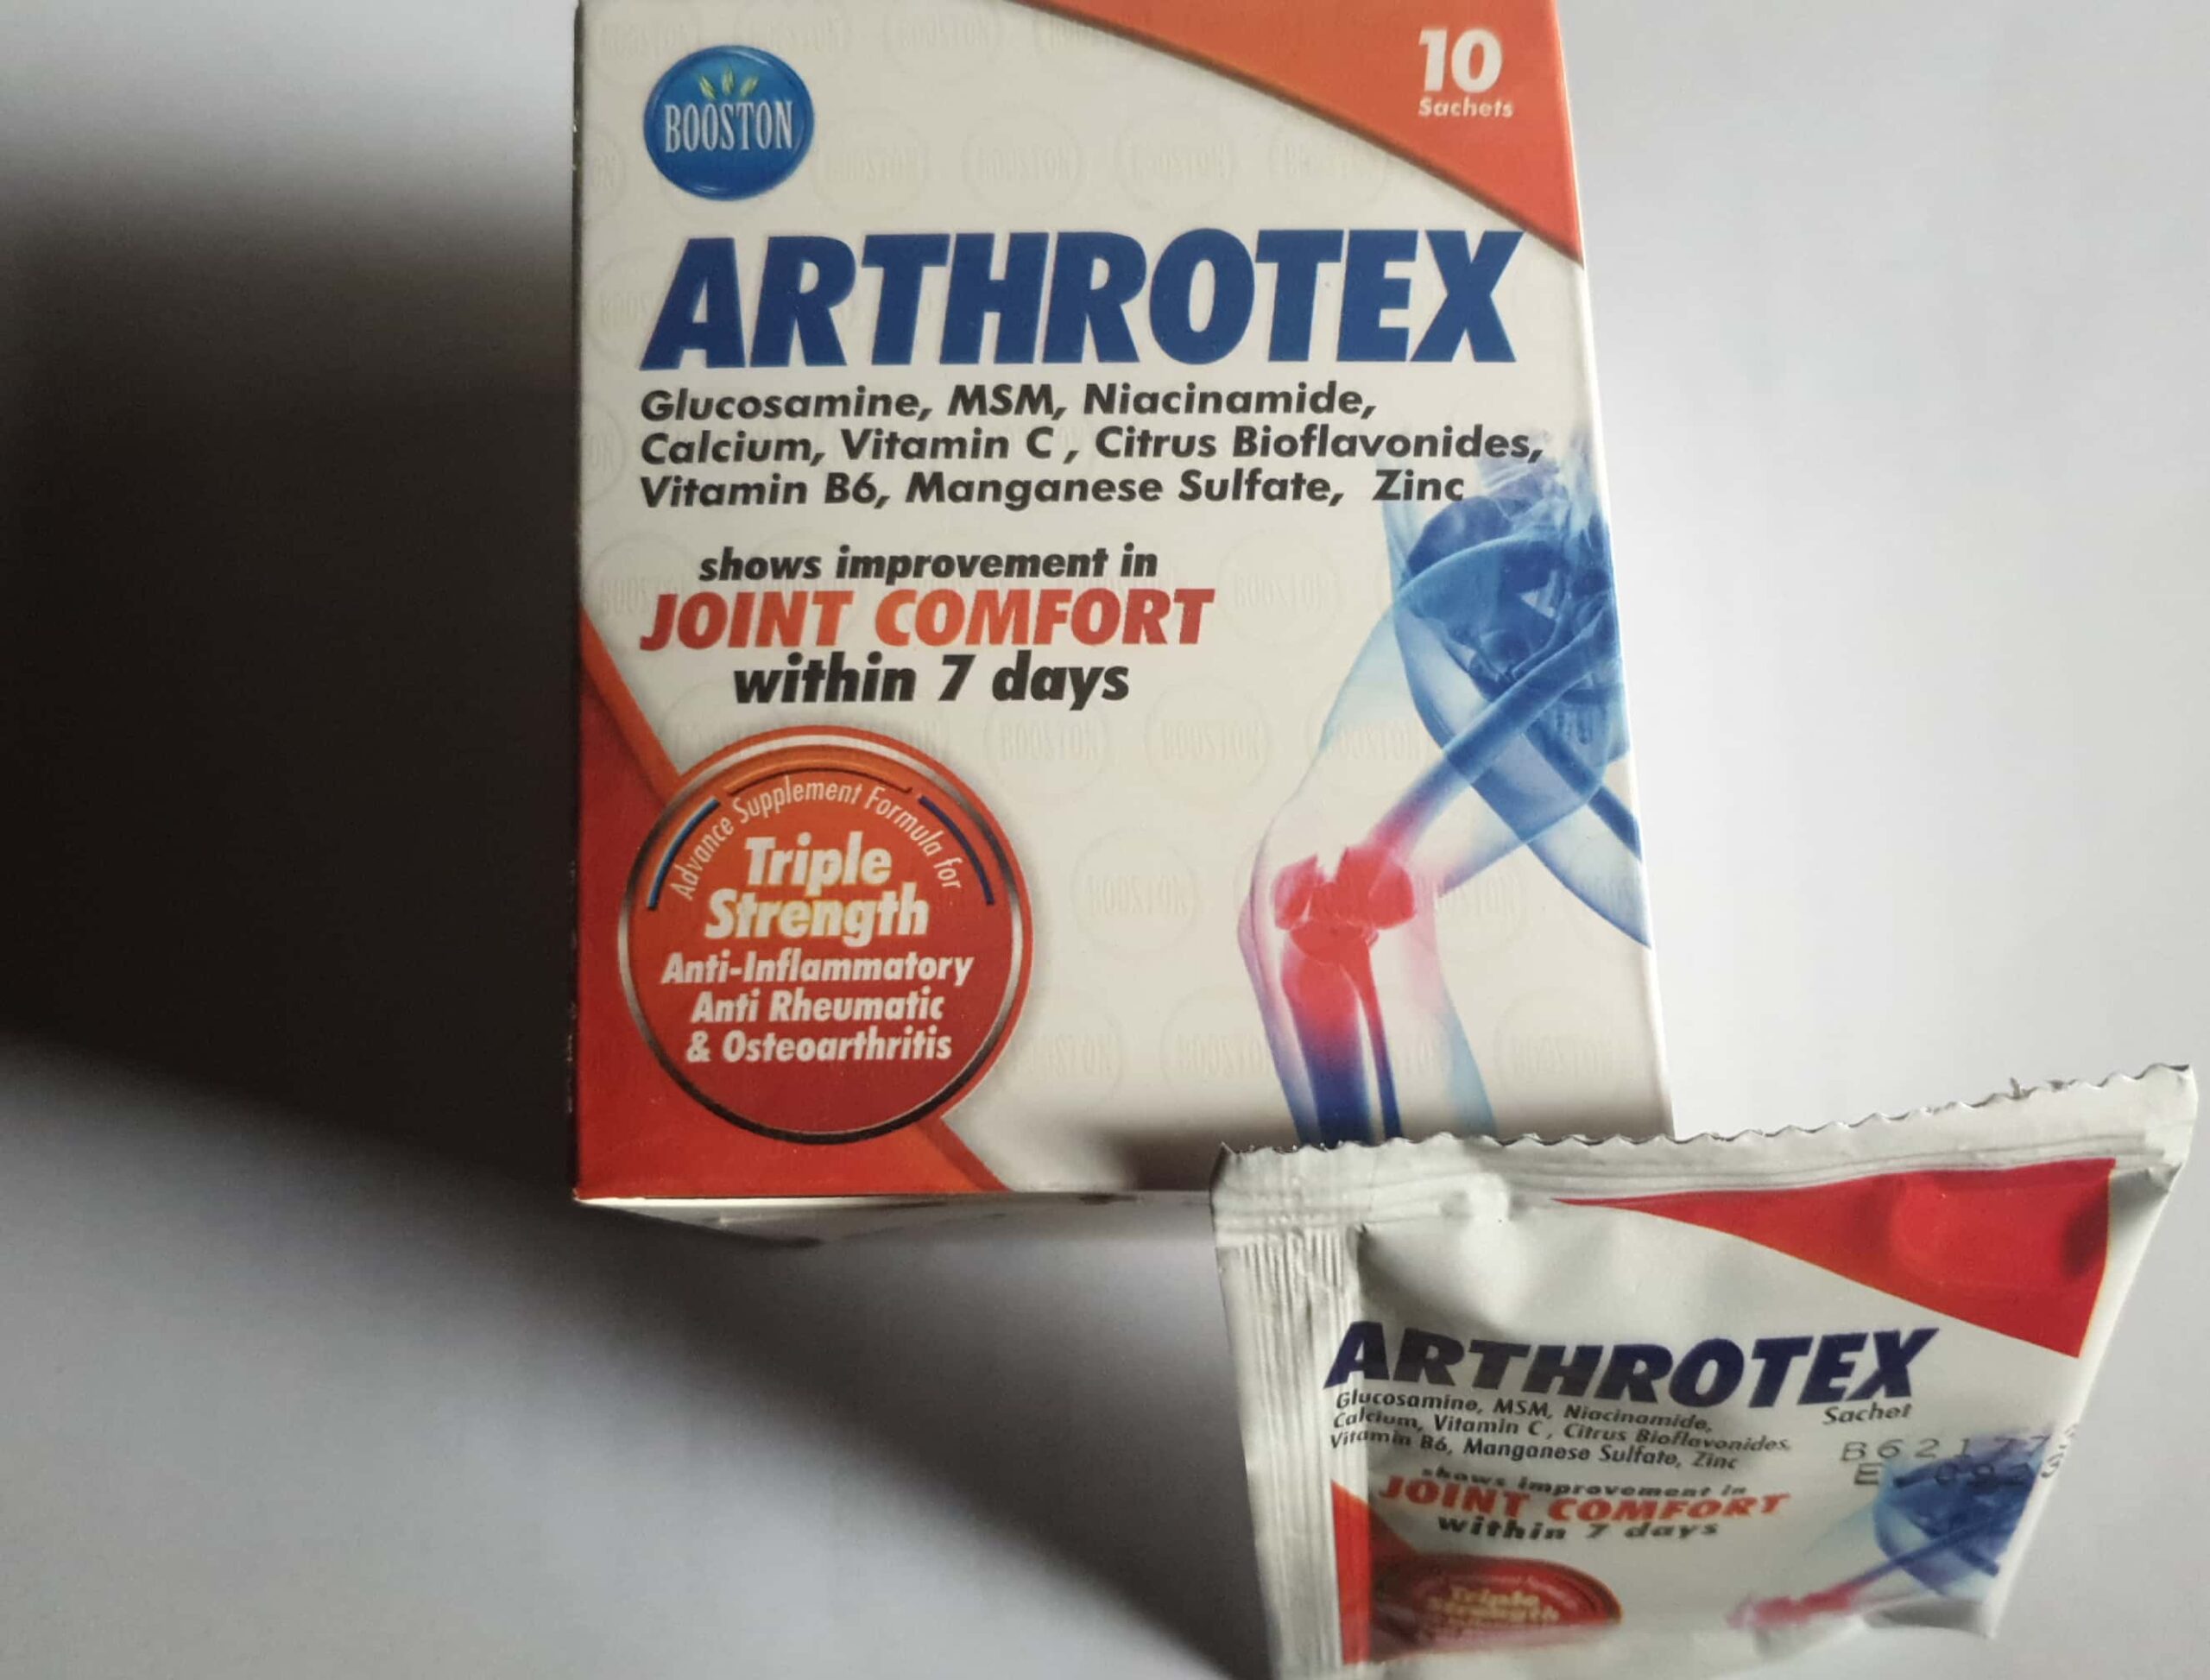 BOOSTON
10
Sachets
ARTHROTEX
Glucosamine, MSM, Niacinamide,
Calcium, Vitamin C , Citrus Bioflavonides,
Vitamin B6, Manganese Sulfate, Zinc
shows improvement in
JOINT COMFORT
within 7 days
Advance Supplement Formula for
Triple
Strength
Anti-Inflammatory
Anti Rheumatic
& Osteoarthritis
ARTHROTEX
Sachet
Glucosamine, MSM, Niacinamide,
Calcium, Vitamin C , Citrus Bioflavonides,
Vitamin B6, Manganese Sulfate, Zinc
shows improvement in
JOINT COMFORT
within 7 days
Triple
Strength